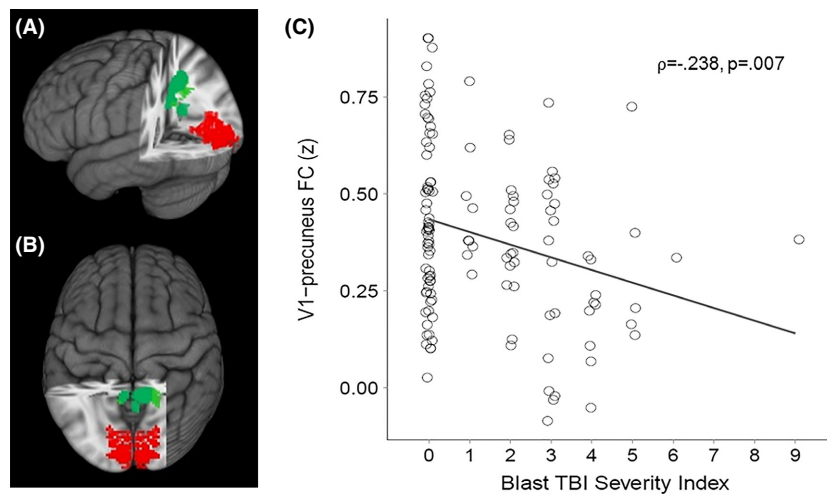 (A)
(B)
(C)
ρ=-.238, p=.007
V1-precuneus FC (z)
0.75
0.50
0.25
0.00
0 1 2 3 4 5 6 7 8 9
Blast TBI Severity Index